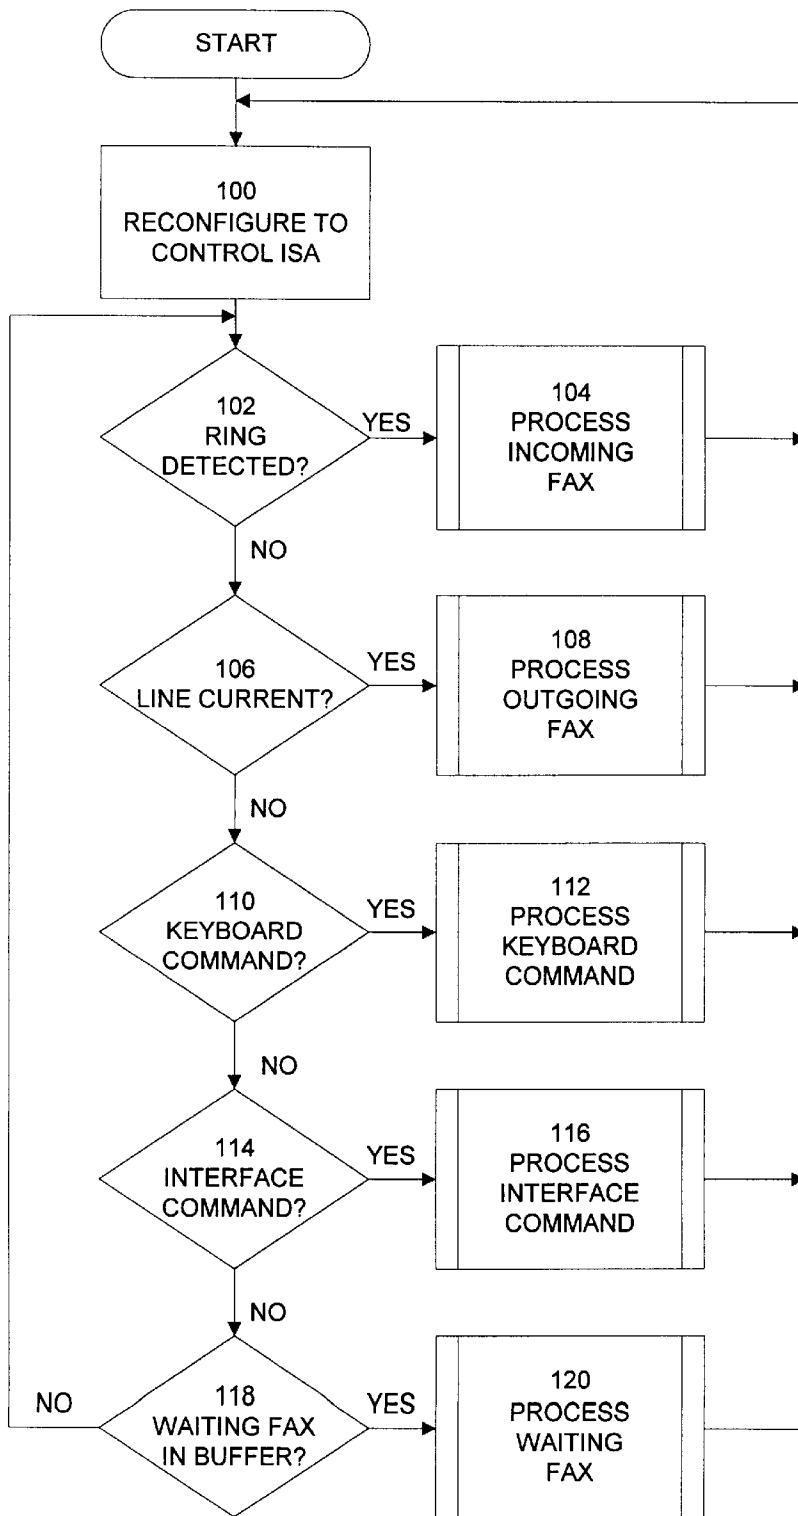 START
100
RECONFIGURE TO
CONTROL ISA
102
RING
DETECTED?
YES
104
PROCESS
INCOMING
FAX
NO
106
LINE CURRENT?
YES
108
PROCESS
OUTGOING
FAX
NO
110
KEYBOARD
COMMAND?
YES
112
PROCESS
KEYBOARD
COMMAND
NO
114
INTERFACE
COMMAND?
YES
116
PROCESS
INTERFACE
COMMAND
NO
118
WAITING FAX
IN BUFFER?
NO
YES
120
PROCESS
WAITING
FAX